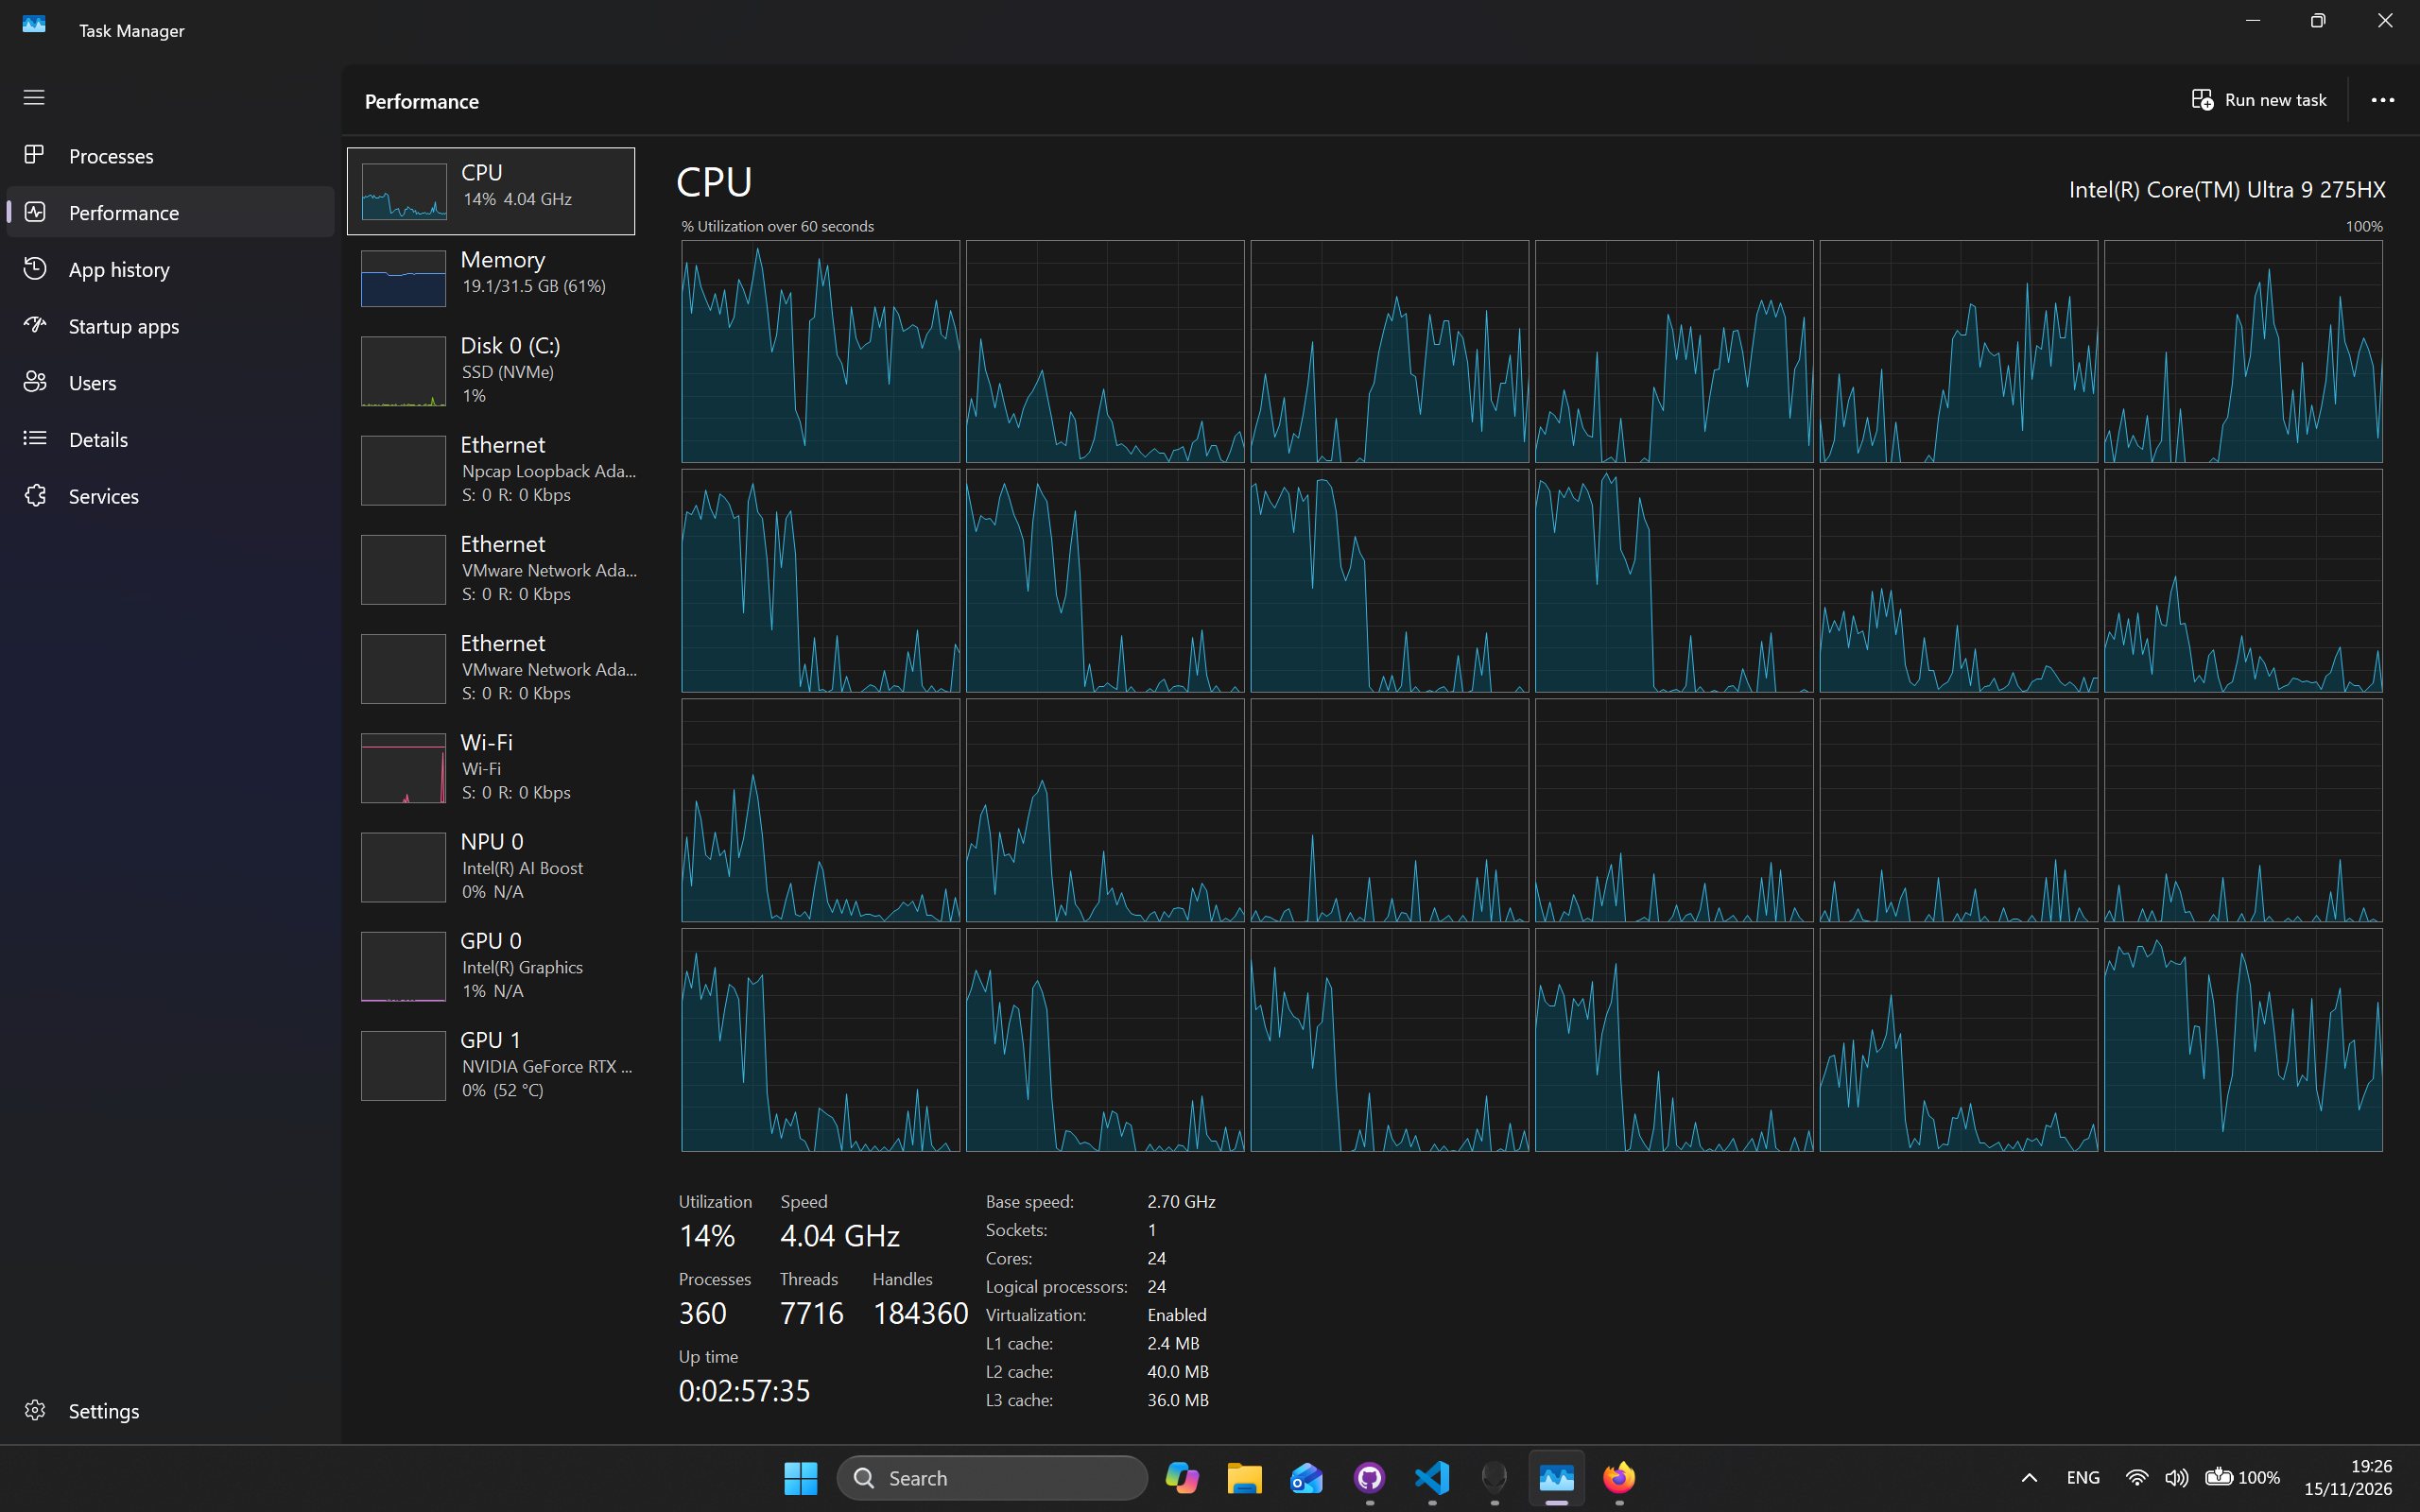 Task Manager
Performance
Run new task
Processes
Performance
App history
Startup apps
Users
Details
Services
Settings
CPU
14% 4.04 GHz
Memory
19.1/31.5 GB (61%)
Disk 0 (C:)
SSD (NVMe)
1%
Ethernet
Npcap Loopback Ada...
S: 0 R: 0 Kbps
Ethernet
VMware Network Ada...
S: 0 R: 0 Kbps
Ethernet
VMware Network Ada...
S: 0 R: 0 Kbps
Wi-Fi
Wi-Fi
S: 0 R: 0 Kbps
NPU 0
Intel(R) AI Boost
0% N/A
GPU 0
Intel(R) Graphics
1% N/A
GPU 1
NVIDIA GeForce RTX ...
0% (52 °C)
CPU
Intel(R) Core(TM) Ultra 9 275HX
% Utilization over 60 seconds
100%
Utilization Speed
14% 4.04 GHz
Processes Threads Handles
360 7716 184360
Up time
0:02:57:35
Base speed: 2.70 GHz
Sockets: 1
Cores: 24
Logical processors: 24
Virtualization: Enabled
L1 cache: 2.4 MB
L2 cache: 40.0 MB
L3 cache: 36.0 MB
Search
ENG
100%
19:26
15/11/2026